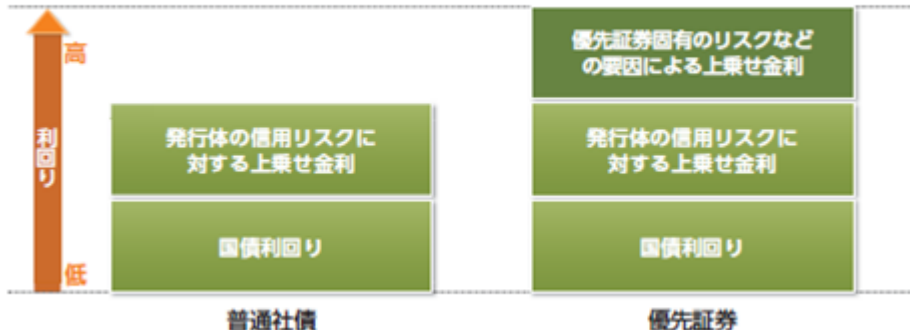 高
利回り
低
発行体の信用リスクに
対する上乗せ金利
国債利回り
普通社債
優先証券固有のリスクなど
の要因による上乗せ金利
発行体の信用リスクに
対する上乗せ金利
国債利回り
優先証券